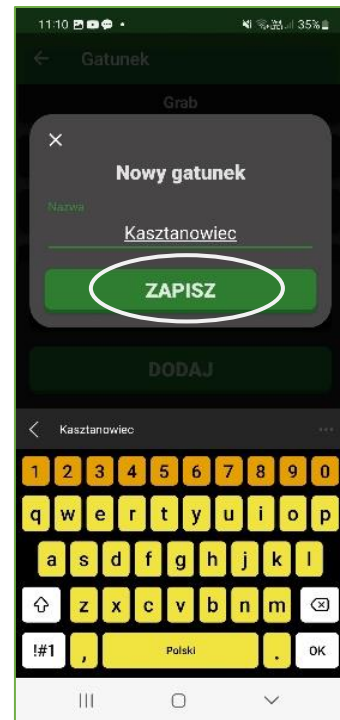 11:10 35%
Gatunek
Grab
Nowy gatunek
Nazwa
Kasztanowiec
ZAPISZ
DODAJ
Kasztanowiec
1 2 3 4 5 6 7 8 9 0
q w e r t y u i o p
a s d f g h j k l
z x c v b n m
!#1 , Polski . OK